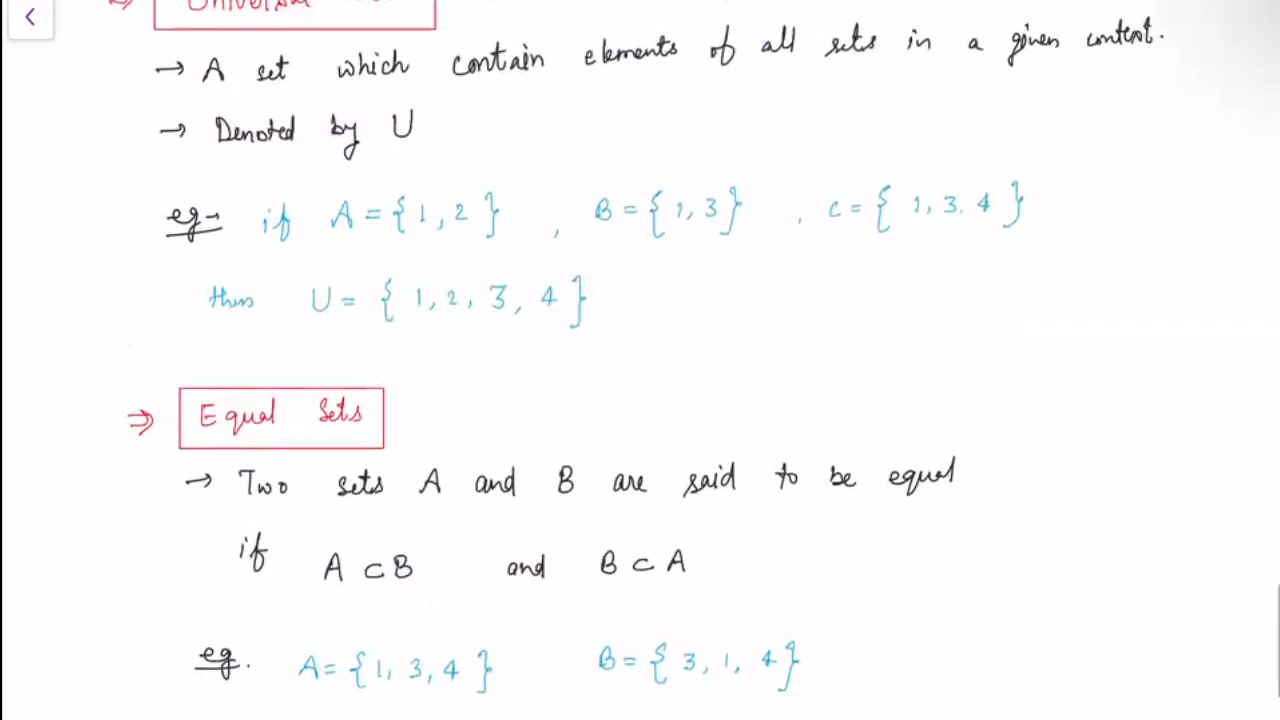 ⇒ Universal
→ A set which contain elements of all sets in a given context.
→ Denoted by U
eg→ if A = { 1, 2 } , B = { 1, 3 } , C = { 1, 3. 4 }
thus U = { 1, 2, 3, 4 }
⇒ Equal Sets
→ Two sets A and B are said to be equal
if A ⊂ B and B ⊂ A
eg. A = { 1, 3, 4 } B = { 3, 1, 4 }